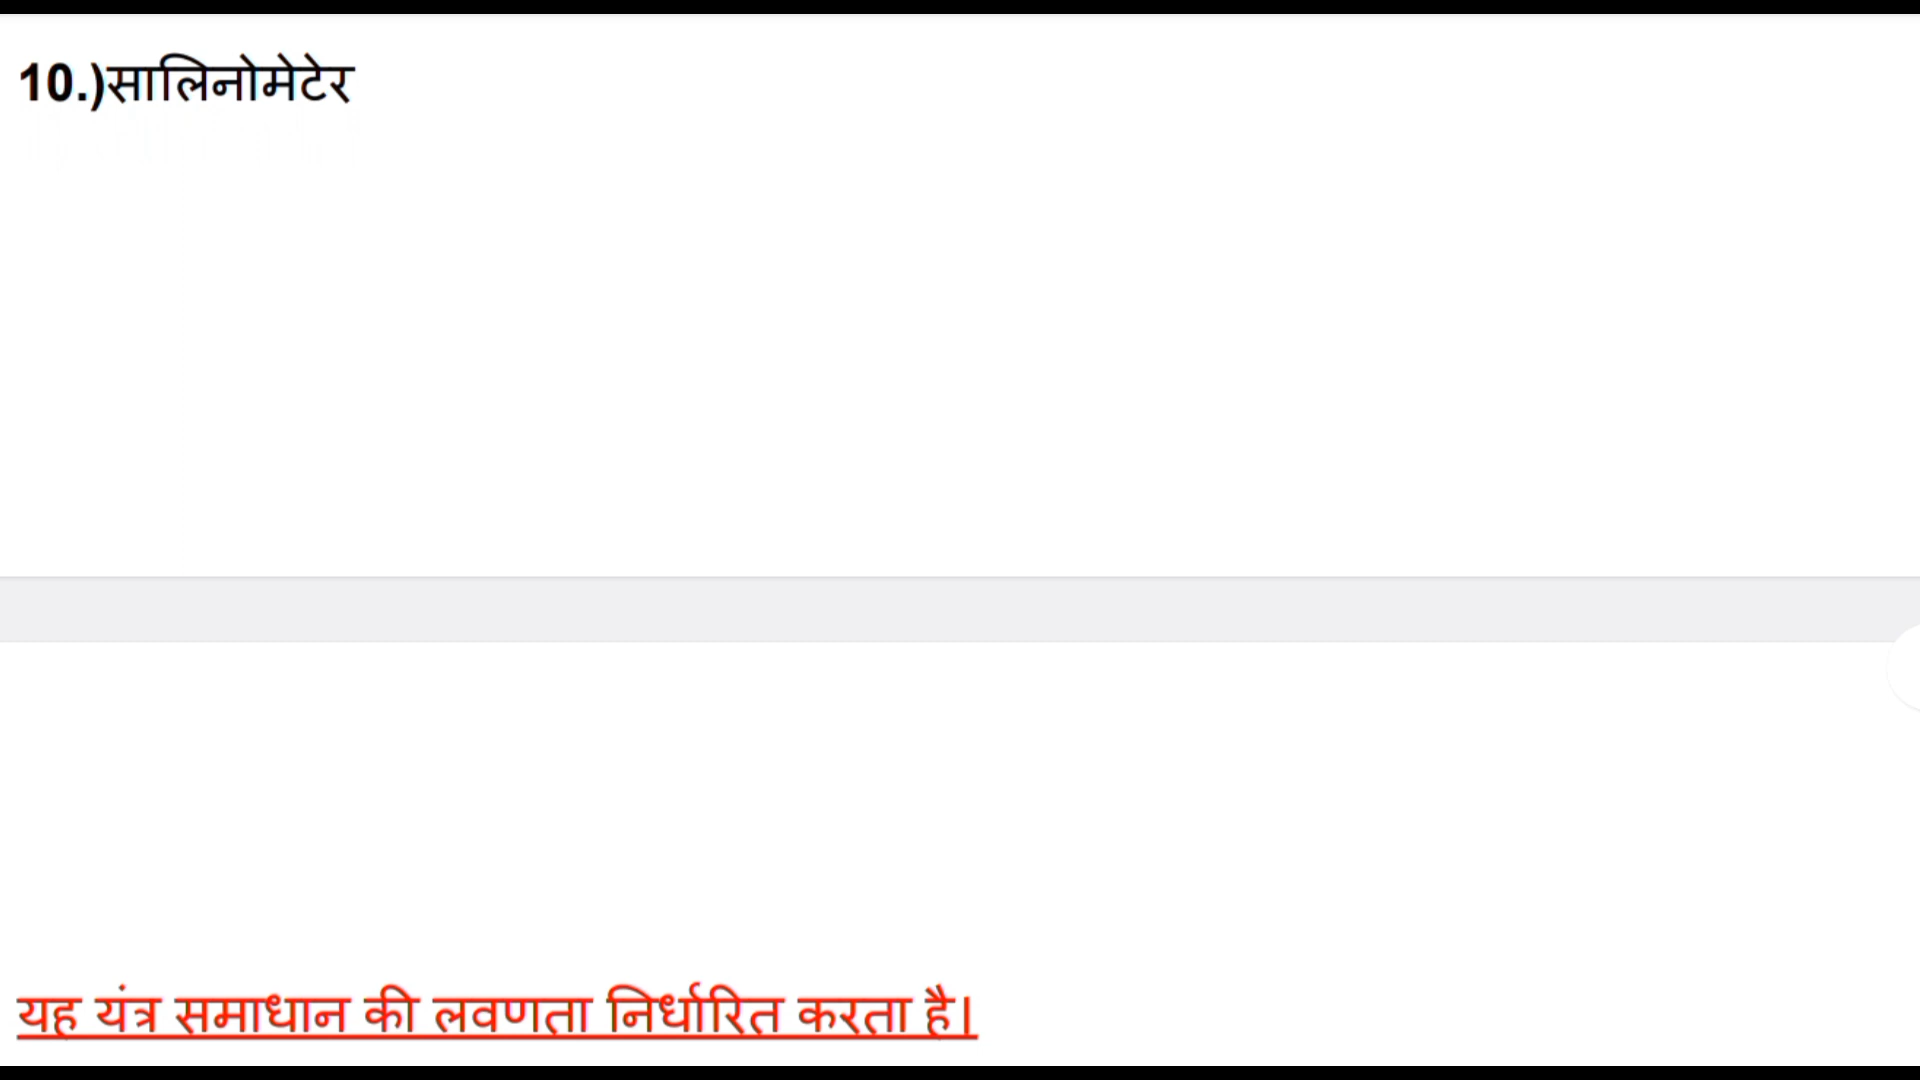 10.)सालिनोमेटेर
यह यंत्र समाधान की लवणता निर्धारित करता है।